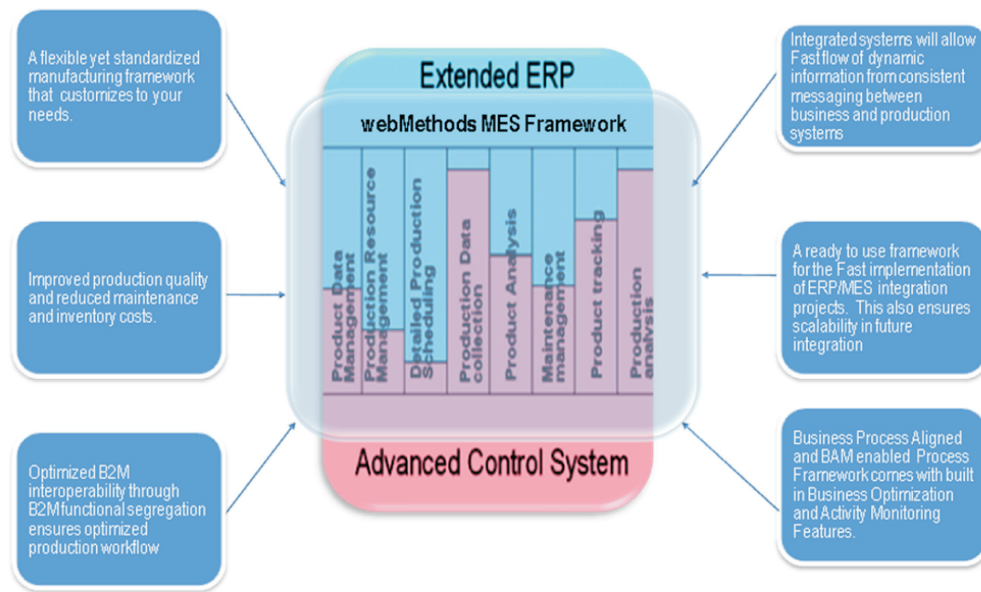 A flexible yet standardized
manufacturing framework
that customizes to your
needs.
Improved production quality
and reduced maintenance
and inventory costs.
Optimized B2M
interoperability through
B2M functional segregation
ensures optimized
production workflow
Extended ERP
webMethods MES Framework
Product Data
Management
Production Resource
Management
Detailed Production
Scheduling
Production Data
collection
Product Analysis
Maintenance
management
Product tracking
Production
analysis
Advanced Control System
Integrated systems will allow
Fast flow of dynamic
information from consistent
messaging between
business and production
systems
A ready to use framework
for the Fast implementation
of ERP/MES integration
projects. This also ensures
scalability in future
integration
Business Process Aligned
and BAM enabled Process
Framework comes with built
in Business Optimization
and Activity Monitoring
Features.